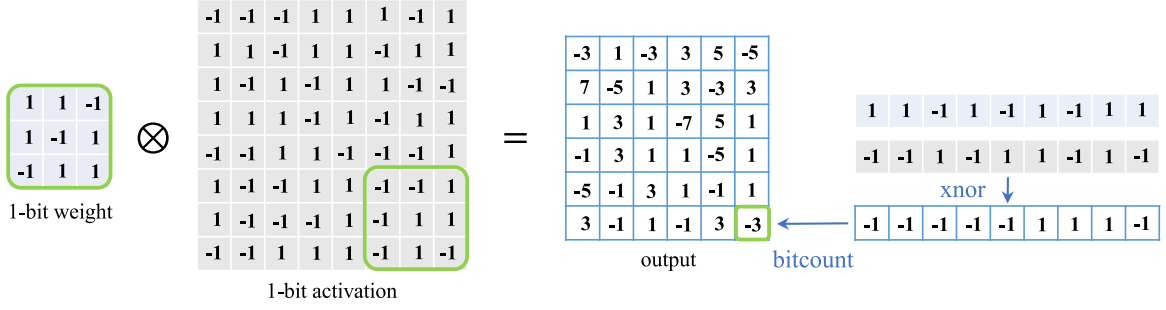 1 1 -1
1 -1 1
-1 1 1
1-bit weight
⊗
-1 -1 -1 1 1 1 -1 1
1 1 -1 1 1 -1 1 1
1 -1 1 -1 1 1 -1 -1
1 1 1 -1 1 -1 1 1
-1 -1 1 1 -1 -1 -1 1
1 -1 -1 1 1 -1 -1 1
1 -1 -1 -1 1 -1 1 1
-1 -1 1 1 1 -1 1 -1
1-bit activation
=
-3 1 -3 3 5 -5
7 -5 1 3 -3 3
1 3 1 -7 5 1
-1 3 1 1 -5 1
-5 -1 3 1 -1 1
3 -1 1 -1 3 -3
output
1 1 -1 1 -1 1 -1 1 1
-1 -1 1 -1 1 1 -1 1 -1
xnor
-1 -1 -1 -1 -1 1 1 1 -1
bitcount